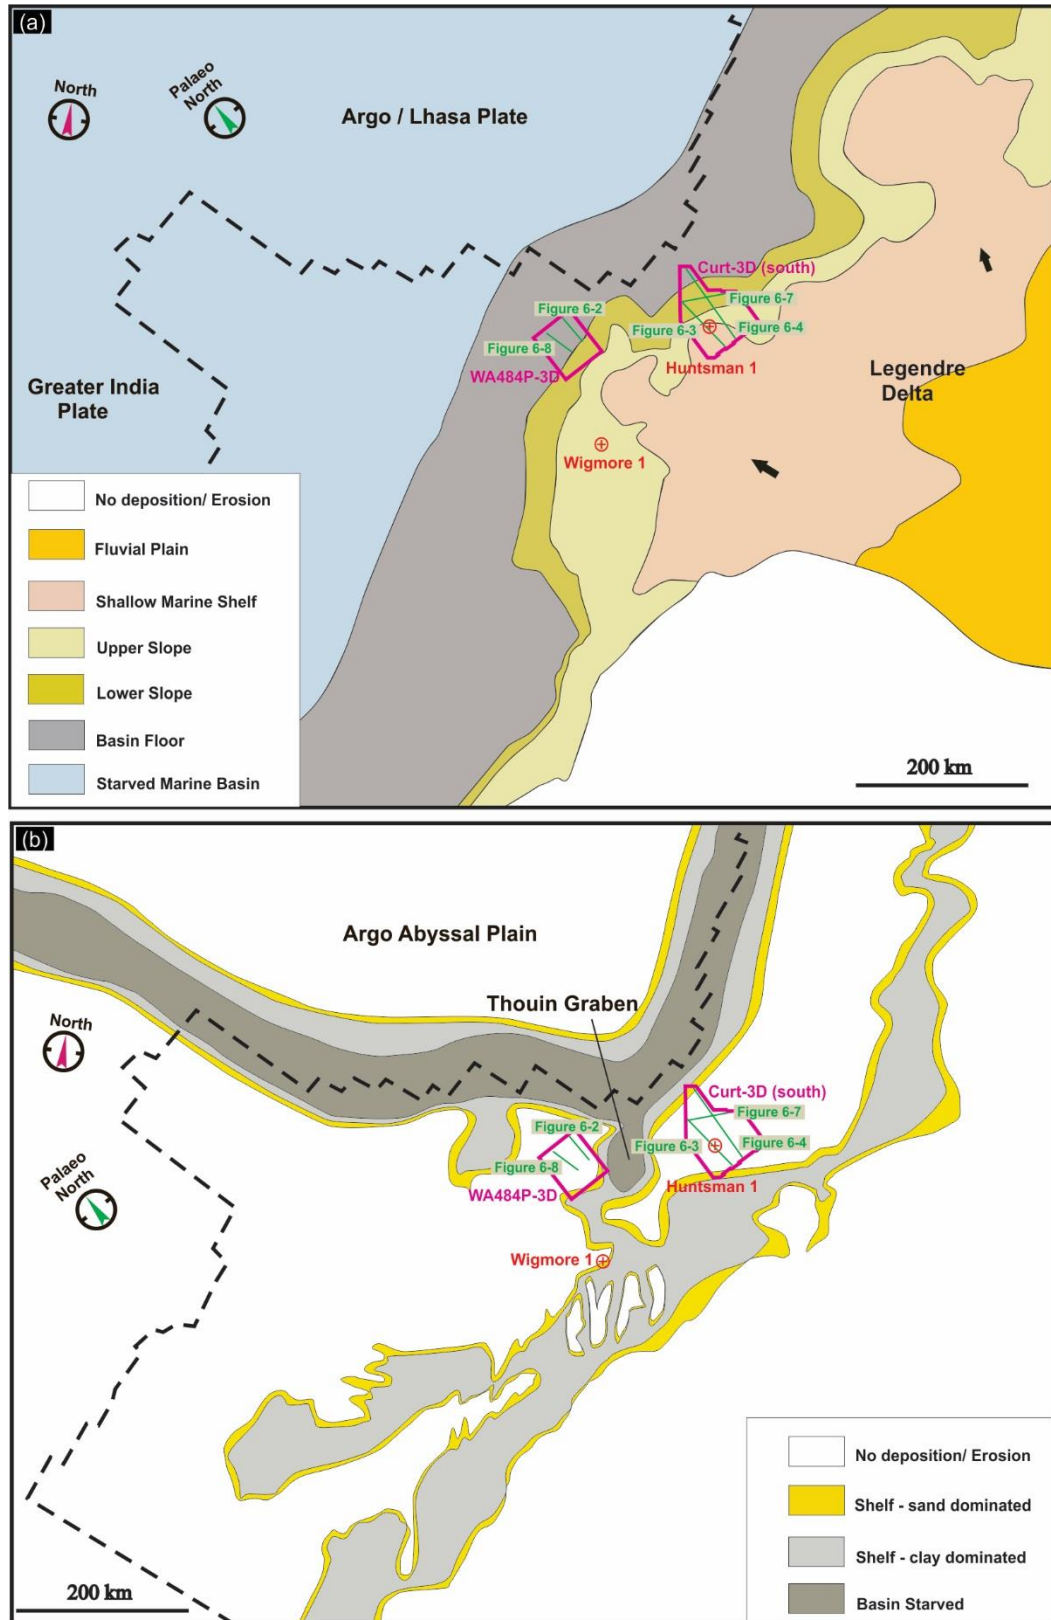 (a)
North
Palaeo
North
Argo / Lhasa Plate
Curt-3D (south)
Figure 6-7
Figure 6-2
Figure 6-3
Figure 6-4
Figure 6-8
Huntsman 1
WA484P-3D
Legendre
Delta
Greater India
Plate
Wigmore 1
No deposition/ Erosion
Fluvial Plain
Shallow Marine Shelf
Upper Slope
Lower Slope
Basin Floor
Starved Marine Basin
200 km
(b)
Argo Abyssal Plain
Thouin Graben
North
Curt-3D (south)
Figure 6-7
Figure 6-2
Figure 6-3
Figure 6-4
Figure 6-8
Palaeo
North
WA484P-3D
Huntsman 1
Wigmore 1
No deposition/ Erosion
Shelf - sand dominated
Shelf - clay dominated
Basin Starved
200 km